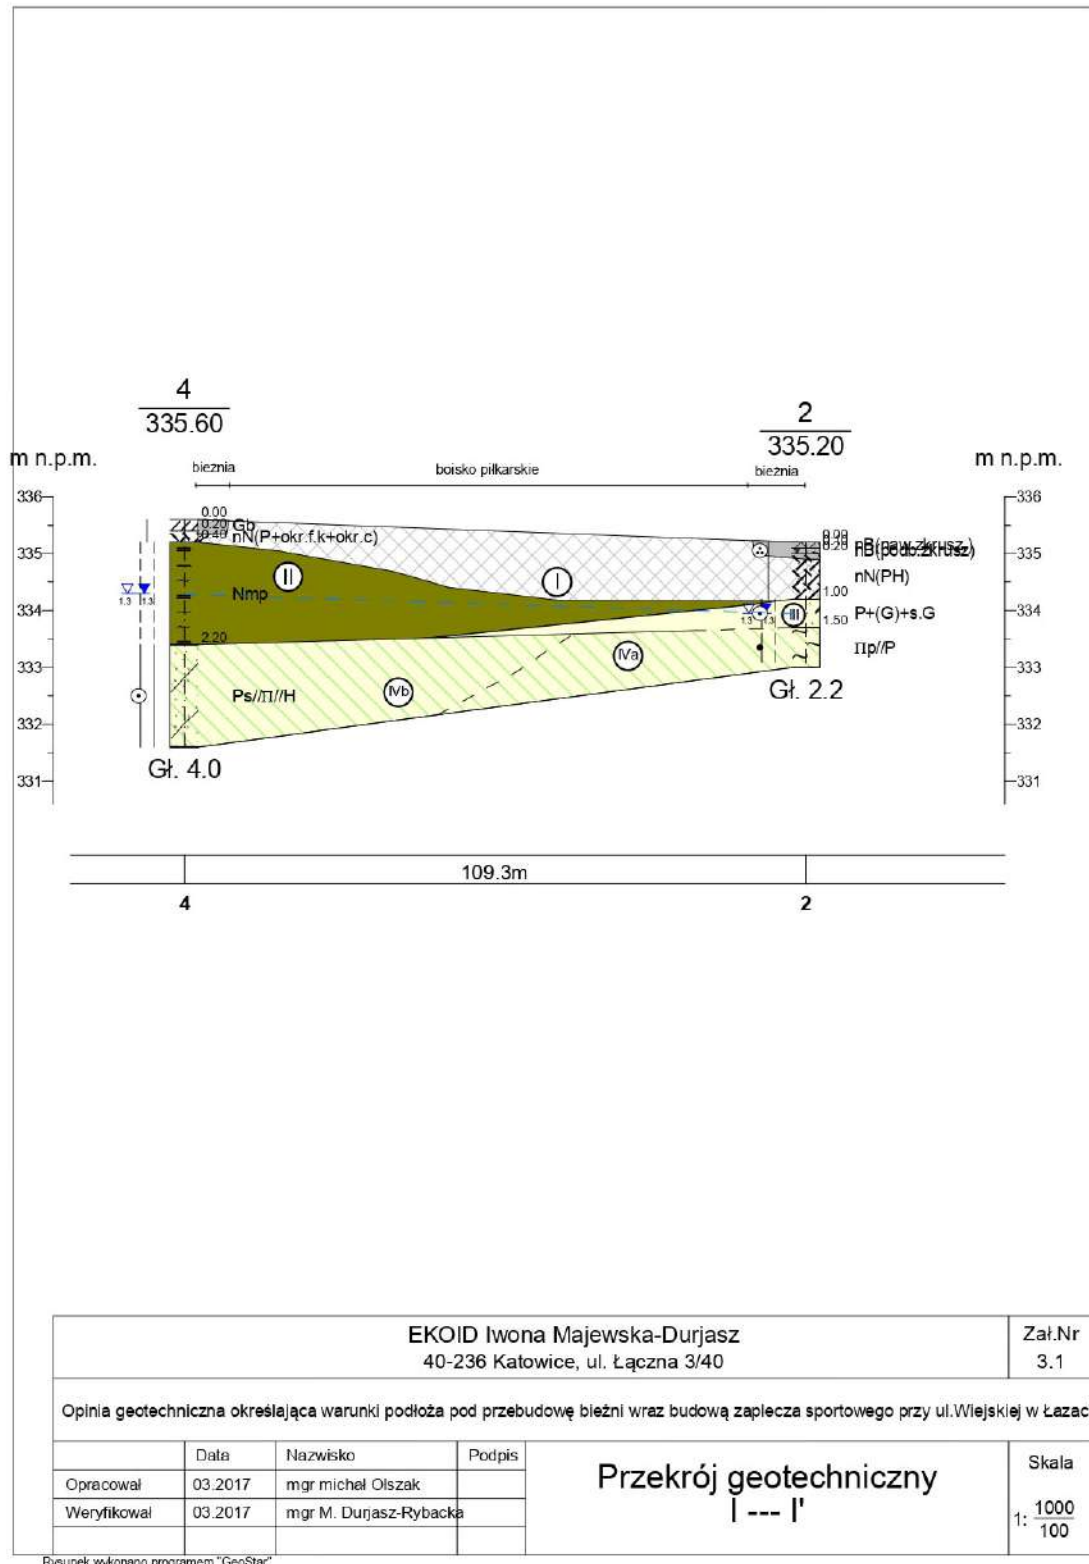 4
335.60
2
335.20
m n.p.m.
m n.p.m.
bieżnia
boisko piłkarskie
bieżnia
336
335
334
333
332
331
336
335
334
333
332
331
0.00
0.20 Gb
0.40 nN(P+okr.f.k+okr.c)
II
Nmp
I
2.20
IVa
IVb
Ps//Π//H
1.3
1.3
1.3
1.3
0.00
0.20
nN(PH)
1.00
III
P+(G)+s.G
1.50
Πp//P
Gł. 2.2
Gł. 4.0
109.3m
4
2
EKOID Iwona Majewska-Durjasz
40-236 Katowice, ul. Łączna 3/40
Zał.Nr
3.1
Opinia geotechniczna określająca warunki podłoża pod przebudowę bieżni wraz budową zaplecza sportowego przy ul.Wiejskiej w Łazac
Data
Nazwisko
Podpis
Opracował
03.2017
mgr michał Olszak
Weryfikował
03.2017
mgr M. Durjasz-Rybacka
Przekrój geotechniczny
I --- I'
Skala
1: 1000
100
Rysunek wykonano programem "GeoStar"